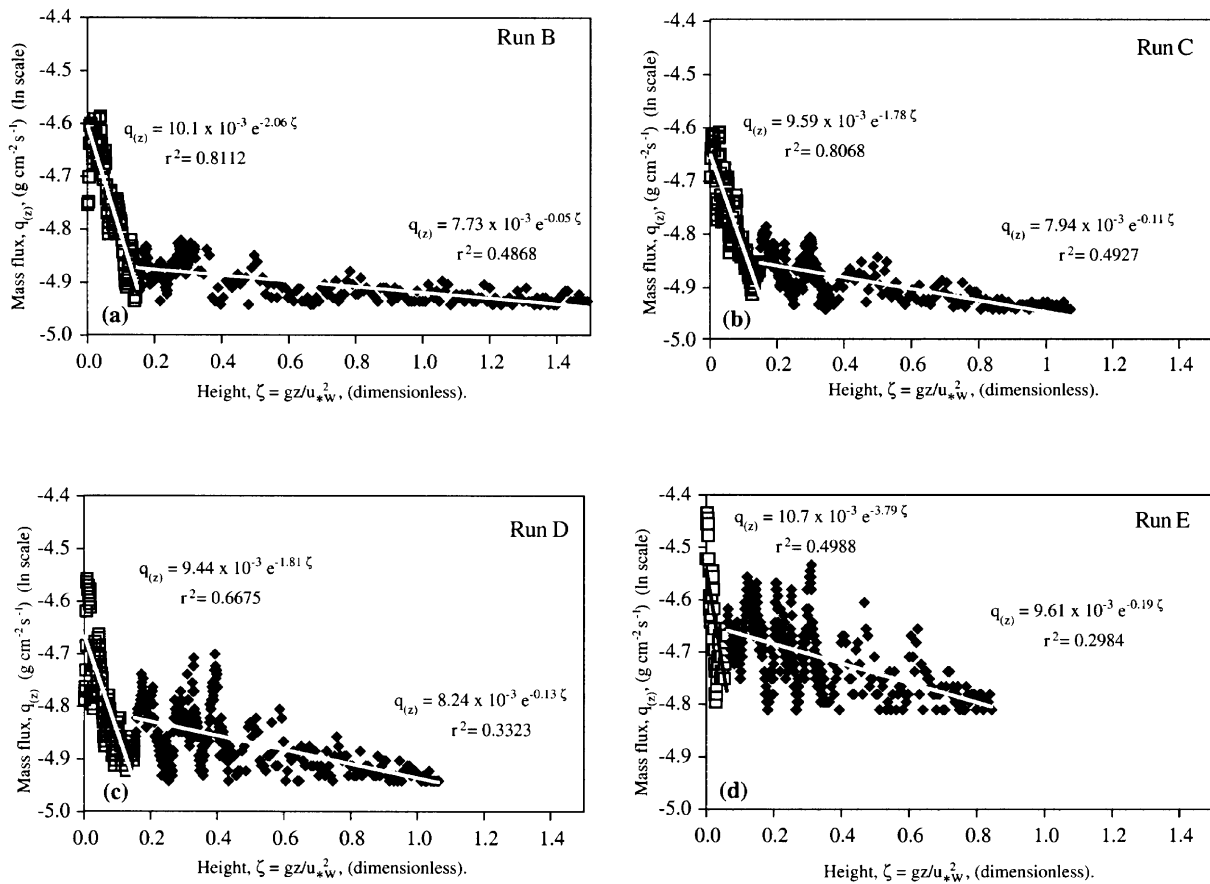 Run B
Mass flux, q(z), (g cm⁻² s⁻¹) (ln scale)
-4.4
-4.5
-4.6
-4.7
-4.8
-4.9
-5.0
q(z) = 10.1 x 10⁻³ e⁻²·⁰⁶ ζ
r² = 0.8112
q(z) = 7.73 x 10⁻³ e⁻⁰·⁰⁵ ζ
r² = 0.4868
(a)
0.0 0.2 0.4 0.6 0.8 1.0 1.2 1.4
Height, ζ = gz/u*W², (dimensionless).
Run C
Mass flux, q(z), (g cm⁻²s⁻¹) (ln scale)
-4.4
-4.5
-4.6
-4.7
-4.8
-4.9
-5.0
q(z) = 9.59 x 10⁻³ e⁻¹·⁷⁸ ζ
r² = 0.8068
q(z) = 7.94 x 10⁻³ e⁻⁰·¹¹ ζ
r² = 0.4927
(b)
0 0.2 0.4 0.6 0.8 1 1.2 1.4
Height, ζ = gz/u*W², (dimensionless).
Run D
Mass flux, q(z) (g cm⁻² s⁻¹) (ln scale)
-4.4
-4.5
-4.6
-4.7
-4.8
-4.9
-5.0
q(z) = 9.44 x 10⁻³ e⁻¹·⁸¹ ζ
r² = 0.6675
q(z) = 8.24 x 10⁻³ e⁻⁰·¹³ ζ
r² = 0.3323
(c)
0.0 0.2 0.4 0.6 0.8 1.0 1.2 1.4
Height, ζ = gz/u*W², (dimensionless).
Run E
Mass flux, q(z), (g cm⁻² s⁻¹) (ln scale)
-4.4
-4.5
-4.6
-4.7
-4.8
-4.9
-5.0
q(z) = 10.7 x 10⁻³ e⁻³·⁷⁹ ζ
r² = 0.4988
q(z) = 9.61 x 10⁻³ e⁻⁰·¹⁹ ζ
r² = 0.2984
(d)
0.0 0.2 0.4 0.6 0.8 1.0 1.2 1.4
Height, ζ = gz/u*W², (dimensionless).